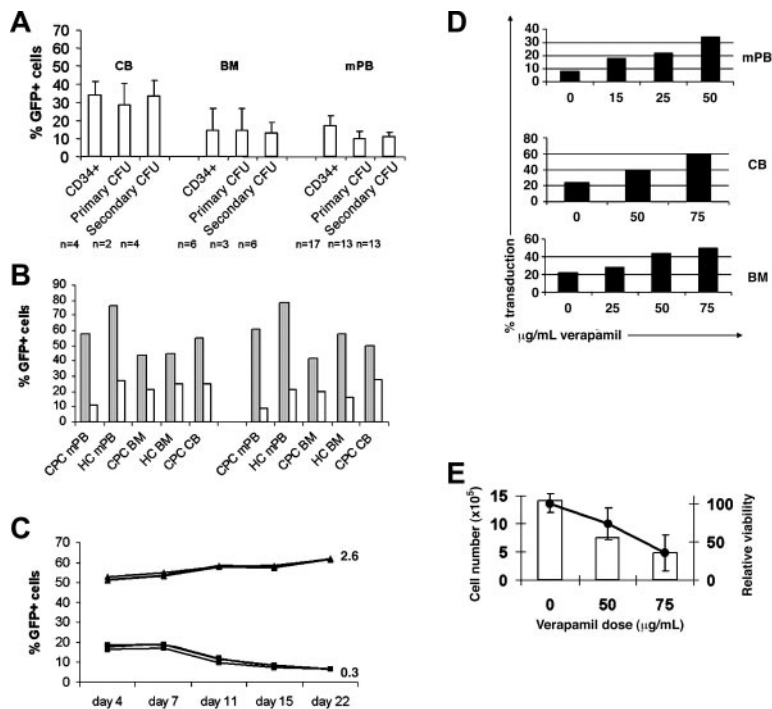 A
% GFP+ cells
70
60
50
40
30
20
10
0
CB
BM
mPB
CD34+
Primary CFU
Secondary CFU
CD34+
Primary CFU
Secondary CFU
CD34+
Primary CFU
Secondary CFU
n=4 n=2 n=4
n=6 n=3 n=6
n=17 n=13 n=13
B
% GFP+ cells
90
80
70
60
50
40
30
20
10
0
CPC mPB
HC mPB
CPC BM
HC BM
CPC CB
CPC mPB
HC mPB
CPC BM
HC BM
CPC CB
C
% GFP+ cells
70
60
50
40
30
20
10
0
2.6
0.3
day 4 day 7 day 11 day 15 day 22
D
% transduction
40
30
20
10
0
mPB
0 15 25 50
80
60
40
20
0
CB
0 50 75
60
40
20
0
BM
0 25 50 75
µg/mL verapamil
E
Cell number (x10⁵)
15
10
5
0
100
50
0
Relative viability
0 50 75
Verapamil dose (µg/mL)